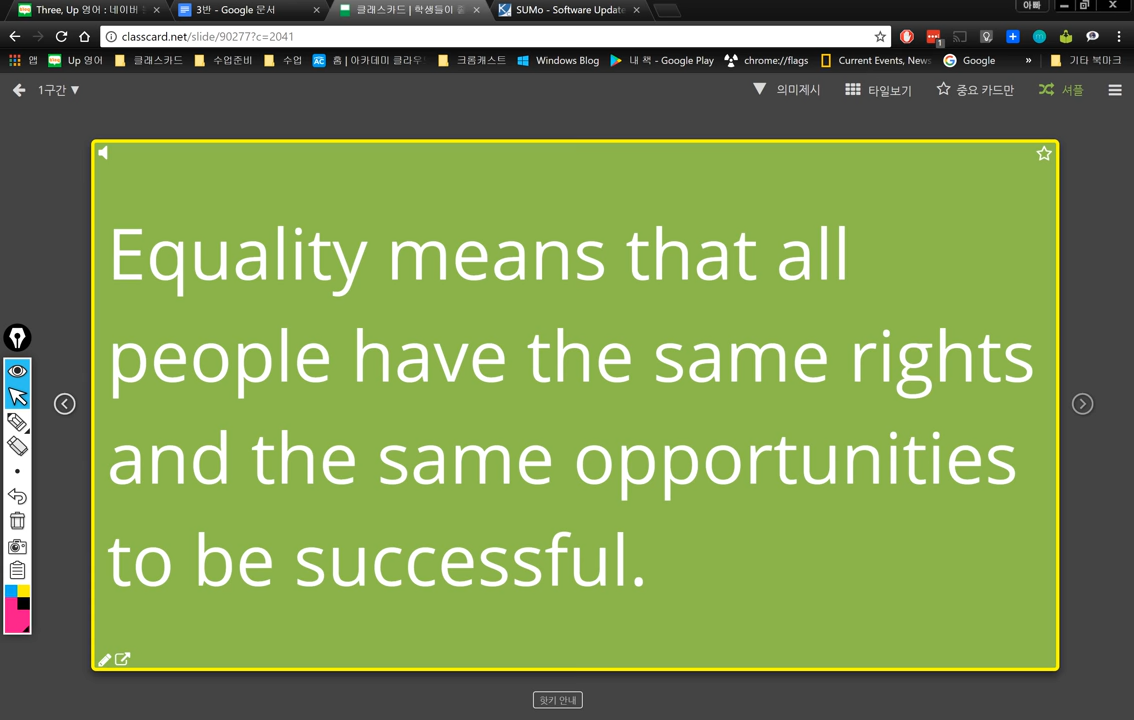 Three, Up 영어 : 네이버
3반 - Google 문서
클래스카드 | 학생들이
SUMo - Software Update
아빠
classcard.net/slide/90277?c=2041
앱
Up 영어
클래스카드
수업준비
수업
홈 | 아카데미 클라우
크롬캐스트
Windows Blog
내 책 - Google Play
chrome://flags
Current Events, News
Google
»
기타 북마크
1구간 ▼
▼ 의미제시
타일보기
중요 카드만
셔플
Equality means that all
people have the same rights
and the same opportunities
to be successful.
핫키 안내